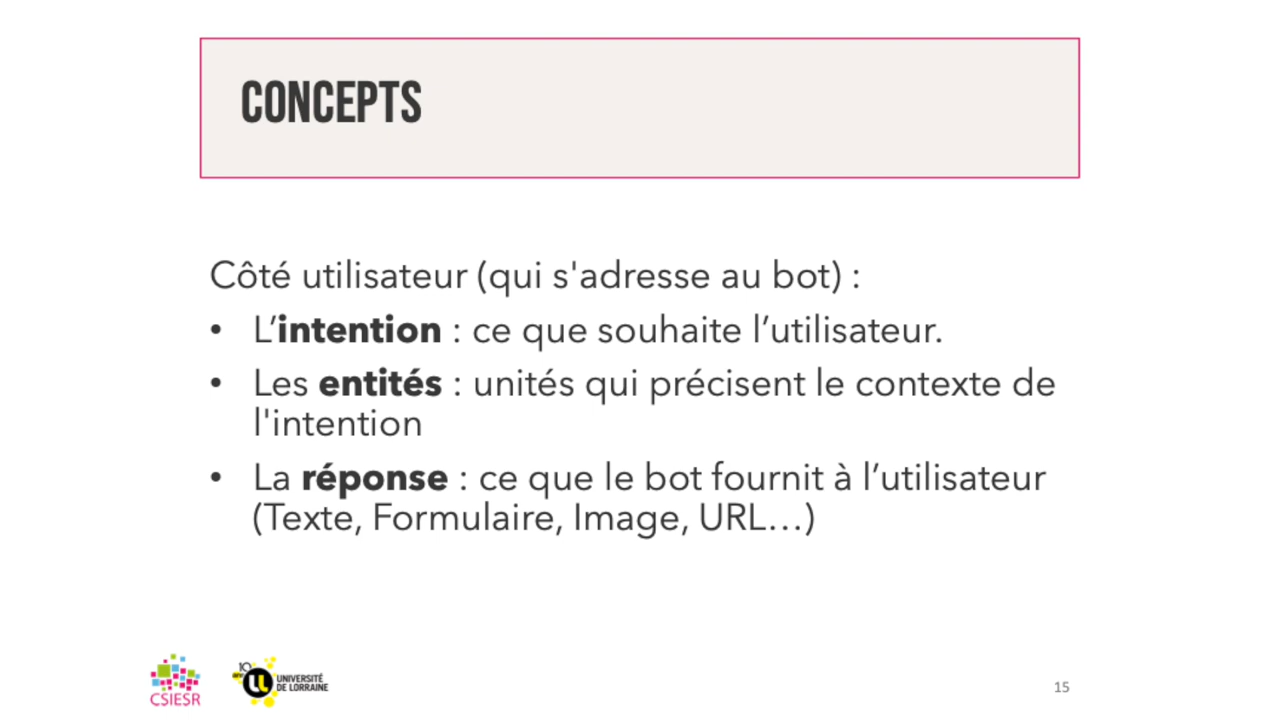 CONCEPTS
Côté utilisateur (qui s'adresse au bot) :
• L’intention : ce que souhaite l’utilisateur.
• Les entités : unités qui précisent le contexte de
l'intention
• La réponse : ce que le bot fournit à l’utilisateur
(Texte, Formulaire, Image, URL…)
CSIESR
10
ans
UNIVERSITÉ
DE LORRAINE
15